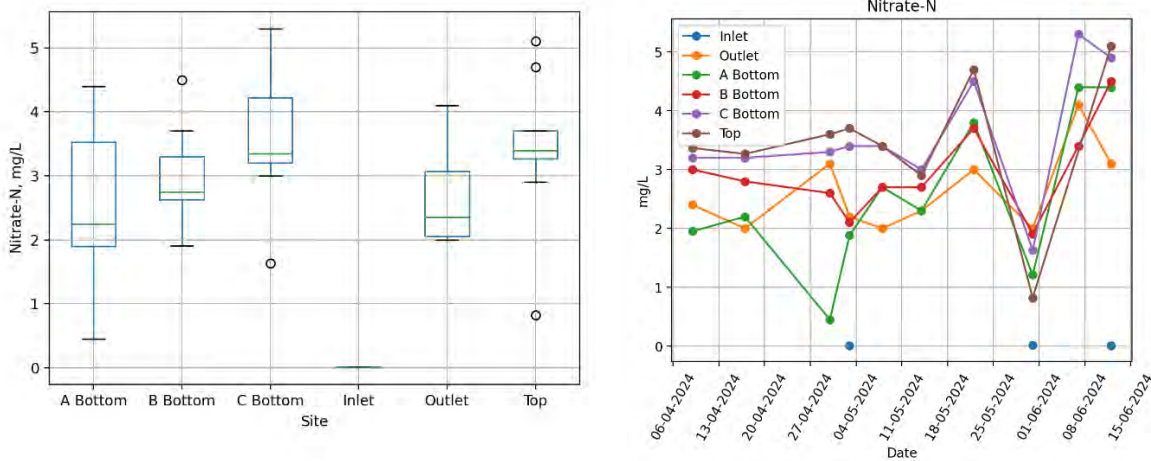 Nitrate-N, mg/L
5
4
3
2
1
0
A Bottom B Bottom C Bottom Inlet Outlet Top
Site
Nitrate-N
Inlet
Outlet
A Bottom
B Bottom
C Bottom
Top
mg/L
5
4
3
2
1
0
06-04-2024
13-04-2024
20-04-2024
27-04-2024
04-05-2024
11-05-2024
18-05-2024
25-05-2024
01-06-2024
08-06-2024
15-06-2024
Date